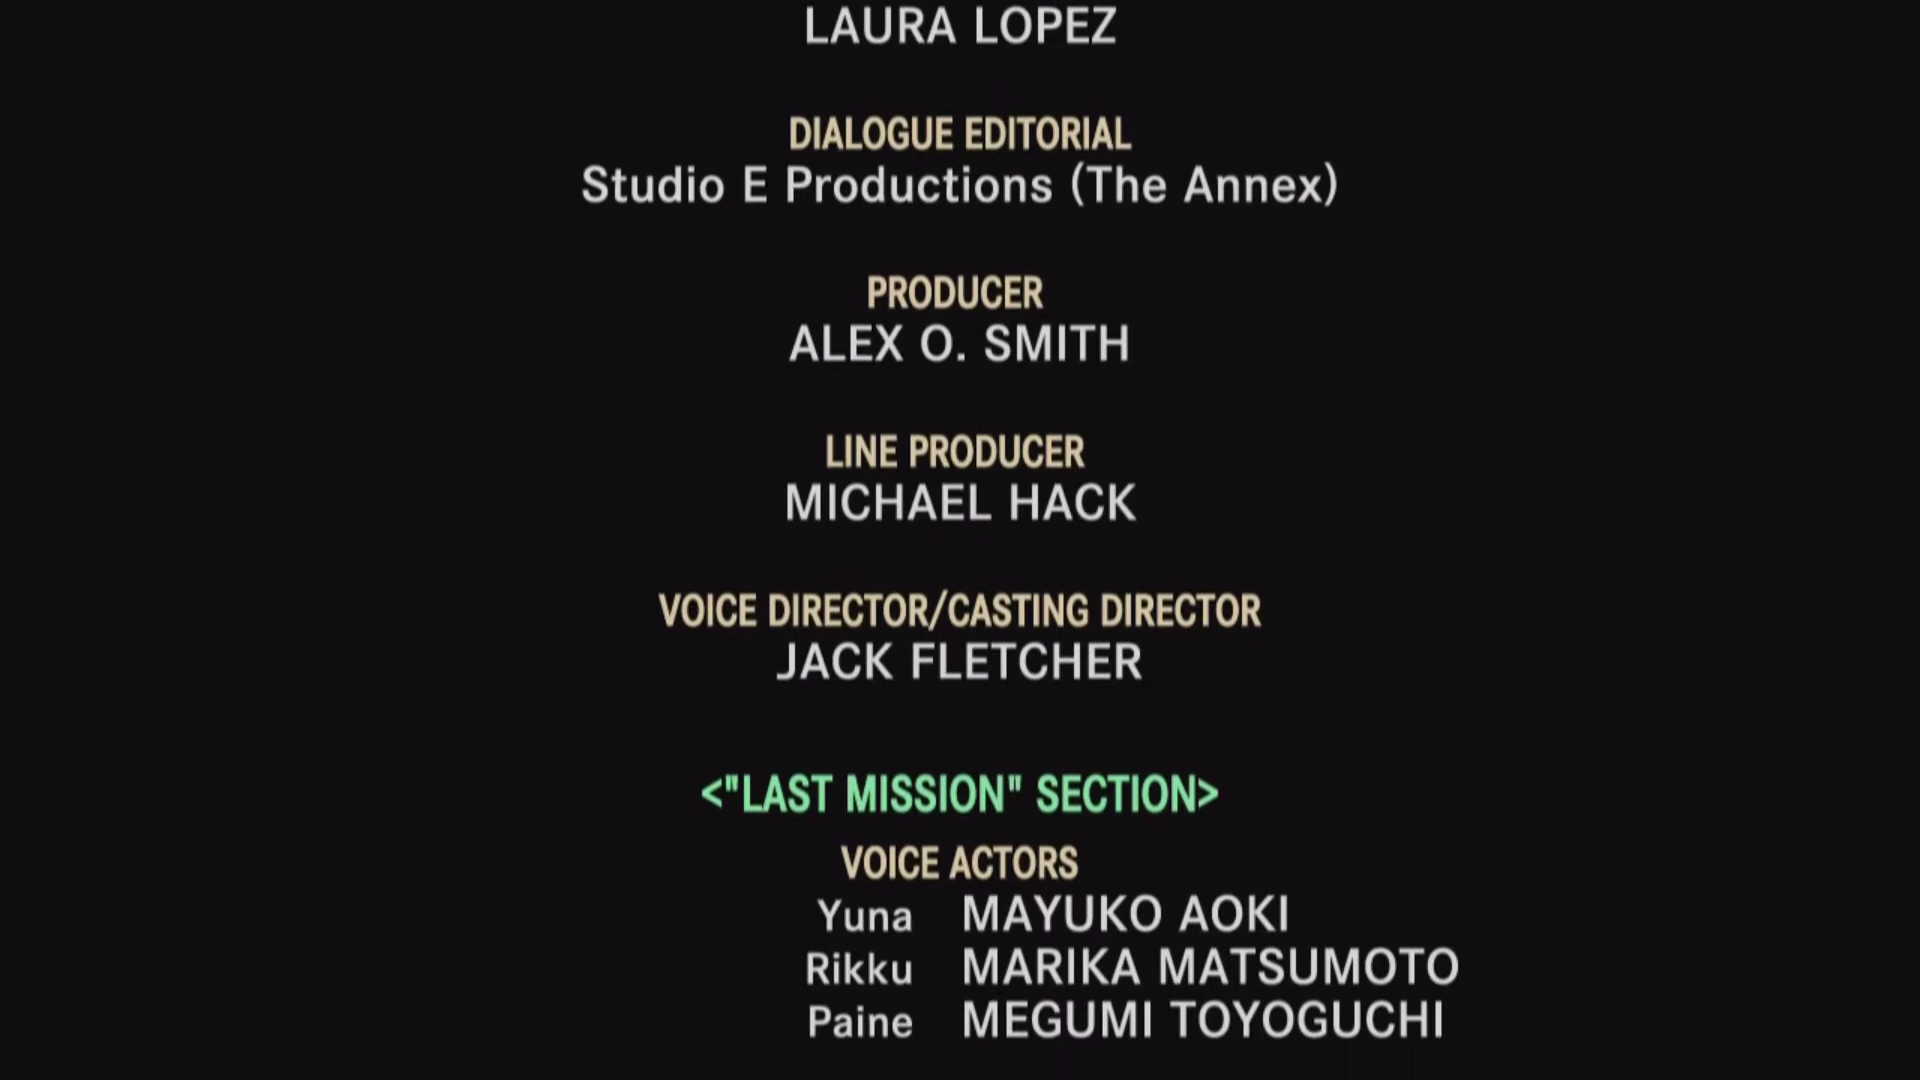 LAURA LOPEZ
DIALOGUE EDITORIAL
Studio E Productions (The Annex)
PRODUCER
ALEX O. SMITH
LINE PRODUCER
MICHAEL HACK
VOICE DIRECTOR/CASTING DIRECTOR
JACK FLETCHER
<"LAST MISSION" SECTION>
VOICE ACTORS
Yuna MAYUKO AOKI
Rikku MARIKA MATSUMOTO
Paine MEGUMI TOYOGUCHI